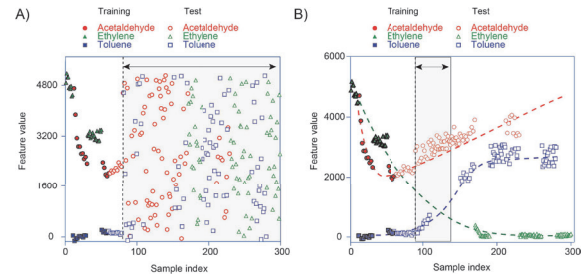 A)
Training Test
Acetaldehyde Acetaldehyde
Ethylene Ethylene
Toluene Toluene
Feature value
4800
3200
1600
0
0 100 200 300
Sample index
B)
Training Test
Acetaldehyde Acetaldehyde
Ethylene Ethylene
Toluene Toluene
Feature value
6000
4000
2000
0
0 100 200 300
Sample index